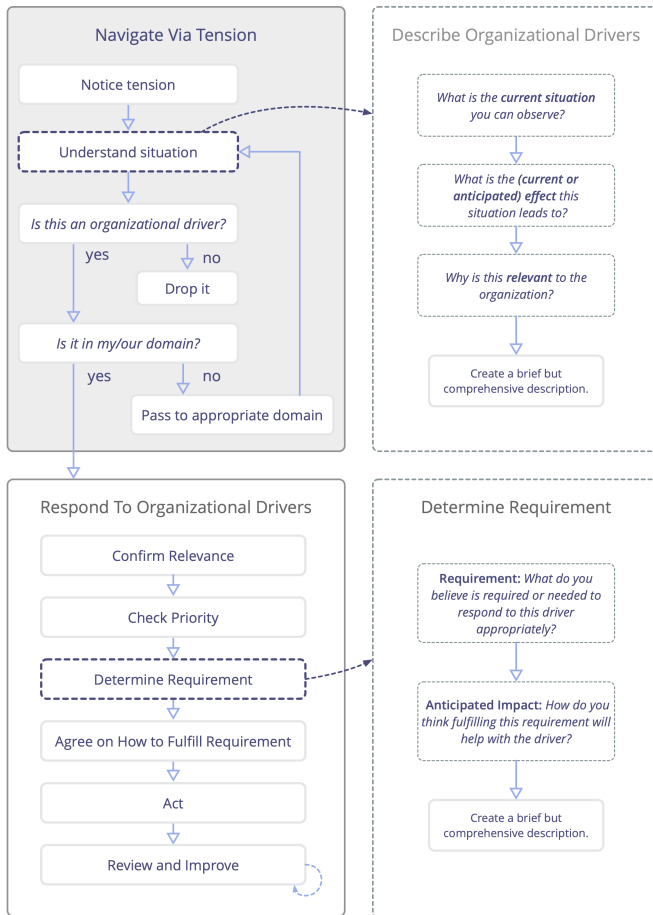 Navigate Via Tension
Notice tension
Understand situation
Is this an organizational driver?
yes
no
Drop it
Is it in my/our domain?
yes
no
Pass to appropriate domain
Describe Organizational Drivers
What is the current situation
you can observe?
What is the (current or
anticipated) effect this
situation leads to?
Why is this relevant to the
organization?
Create a brief but
comprehensive description.
Respond To Organizational Drivers
Confirm Relevance
Check Priority
Determine Requirement
Agree on How to Fulfill Requirement
Act
Review and Improve
Determine Requirement
Requirement: What do you
believe is required or needed to
respond to this driver
appropriately?
Anticipated Impact: How do you
think fulfilling this requirement will
help with the driver?
Create a brief but
comprehensive description.